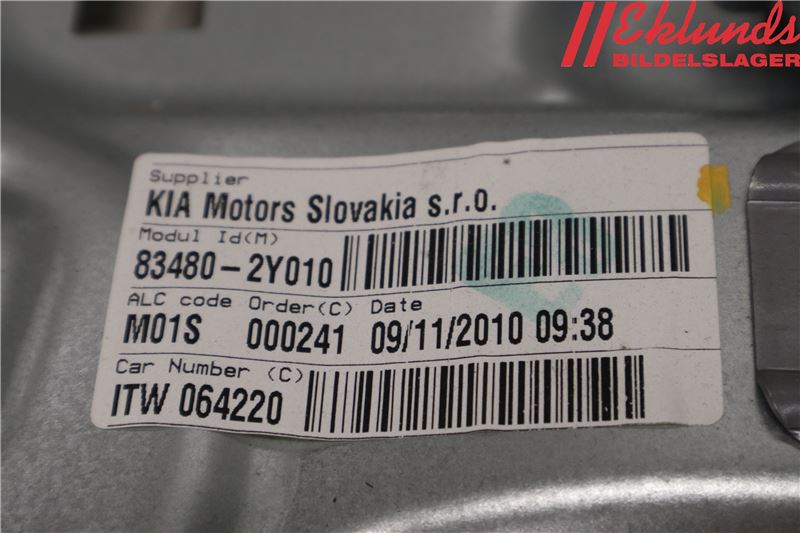 Eklunds
BILDELSLAGER
Supplier
KIA Motors Slovakia s.r.o.
Modul Id(M)
83480-2Y010
ALC code Order(C) Date
M01S 000241 09/11/2010 09:38
Car Number (C)
ITW 064220